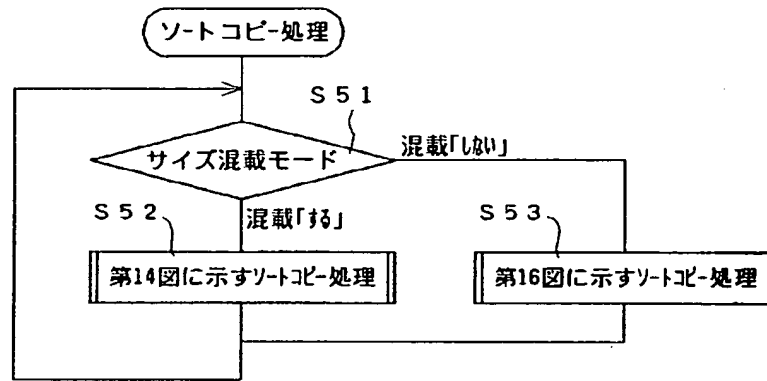 ソートコピー処理
S51
サイズ混載モード
混載「しない」
S52
混載「する」
S53
第14図に示すソートコピー処理
第16図に示すソートコピー処理